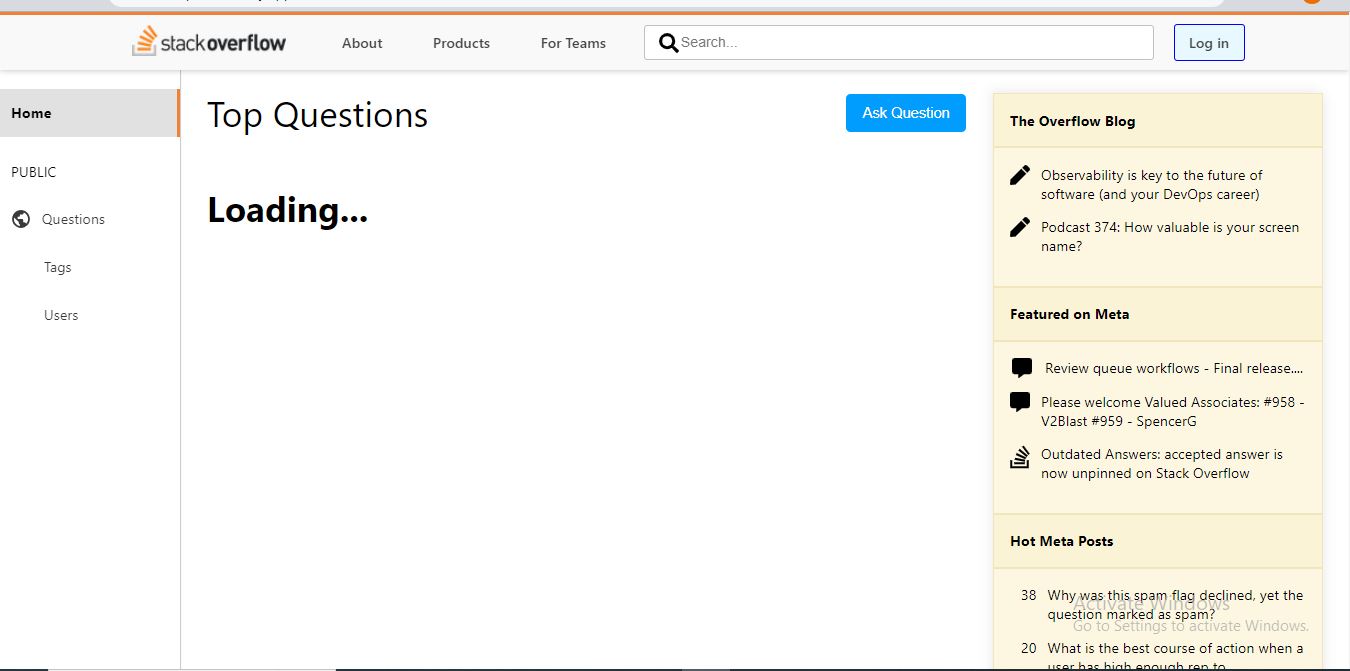 stackoverflow
About
Products
For Teams
Search...
Log in
Home
PUBLIC
Questions
Tags
Users
Top Questions
Ask Question
Loading...
The Overflow Blog
Observability is key to the future of
software (and your DevOps career)
Podcast 374: How valuable is your screen
name?
Featured on Meta
Review queue workflows - Final release....
Please welcome Valued Associates: #958 -
V2Blast #959 - SpencerG
Outdated Answers: accepted answer is
now unpinned on Stack Overflow
Hot Meta Posts
38 Why was this spam flag declined, yet the
question marked as spam?
20 What is the best course of action when a
user has high enough rep to
Activate Windows
Go to Settings to activate Windows.